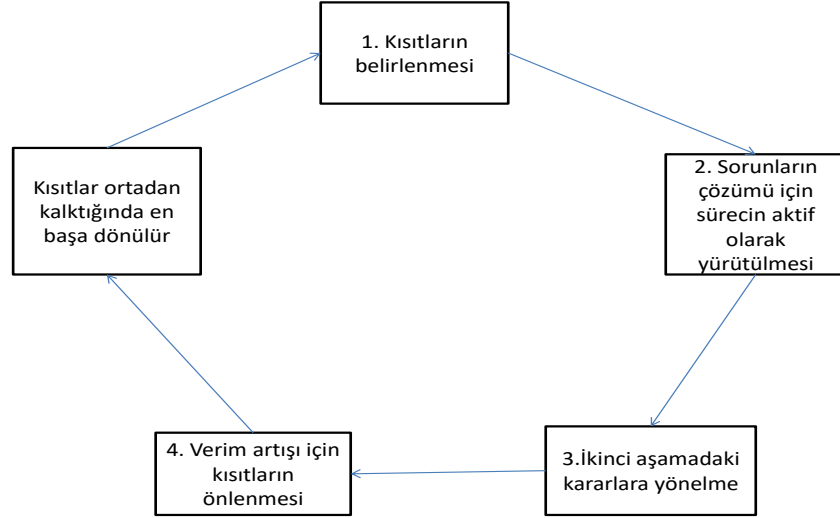 1. Kısıtların
belirlenmesi
2. Sorunların
çözümü için
sürecin aktif
olarak
yürütülmesi
3.İkinci aşamadaki
kararlara yönelme
4. Verim artışı için
kısıtların
önlenmesi
Kısıtlar ortadan
kalktığında en
başa dönülür